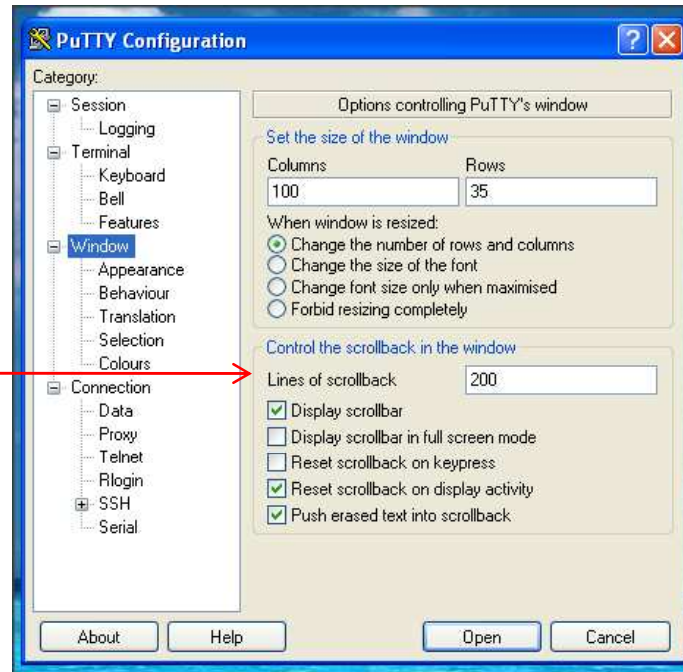 PuTTY Configuration
Category:
Session
Logging
Terminal
Keyboard
Bell
Features
Window
Appearance
Behaviour
Translation
Selection
Colours
Connection
Data
Proxy
Telnet
Rlogin
SSH
Serial
Options controlling PuTTY's window
Set the size of the window
Columns Rows
100 35
When window is resized:
Change the number of rows and columns
Change the size of the font
Change font size only when maximised
Forbid resizing completely
Control the scrollback in the window
Lines of scrollback 200
Display scrollbar
Display scrollbar in full screen mode
Reset scrollback on keypress
Reset scrollback on display activity
Push erased text into scrollback
About Help Open Cancel